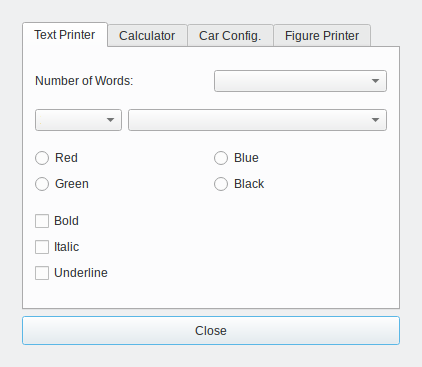 Text Printer Calculator Car Config. Figure Printer
Number of Words:
Red Blue
Green Black
Bold
Italic
Underline
Close